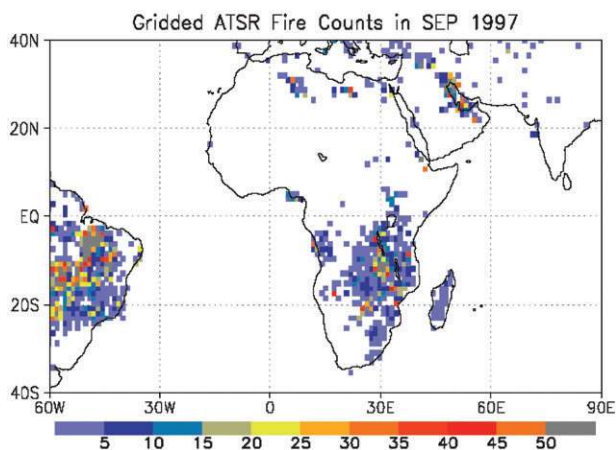 Gridded ATSR Fire Counts in SEP 1997
40N
20N
EQ
20S
40S
60W 30W 0 30E 60E 90E
5 10 15 20 25 30 35 40 45 50